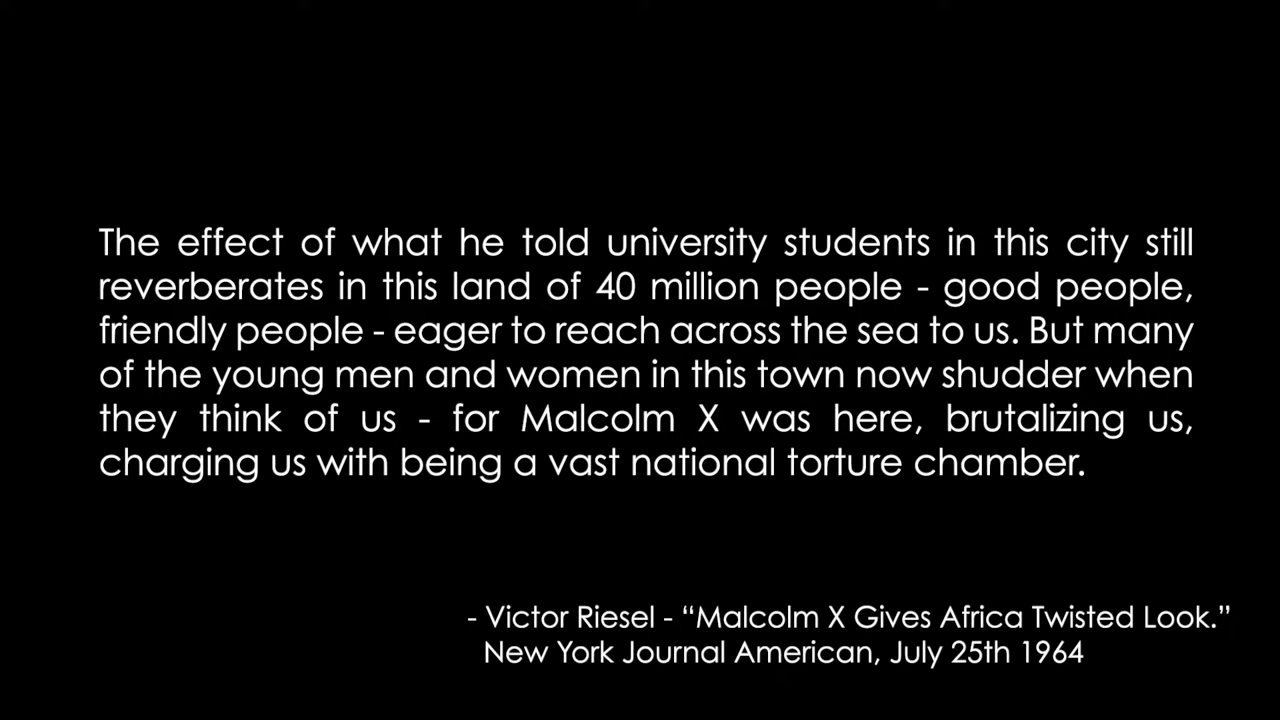 The effect of what he told university students in this city still
reverberates in this land of 40 million people - good people,
friendly people - eager to reach across the sea to us. But many
of the young men and women in this town now shudder when
they think of us - for Malcolm X was here, brutalizing us,
charging us with being a vast national torture chamber.
- Victor Riesel - “Malcolm X Gives Africa Twisted Look.”
New York Journal American, July 25th 1964